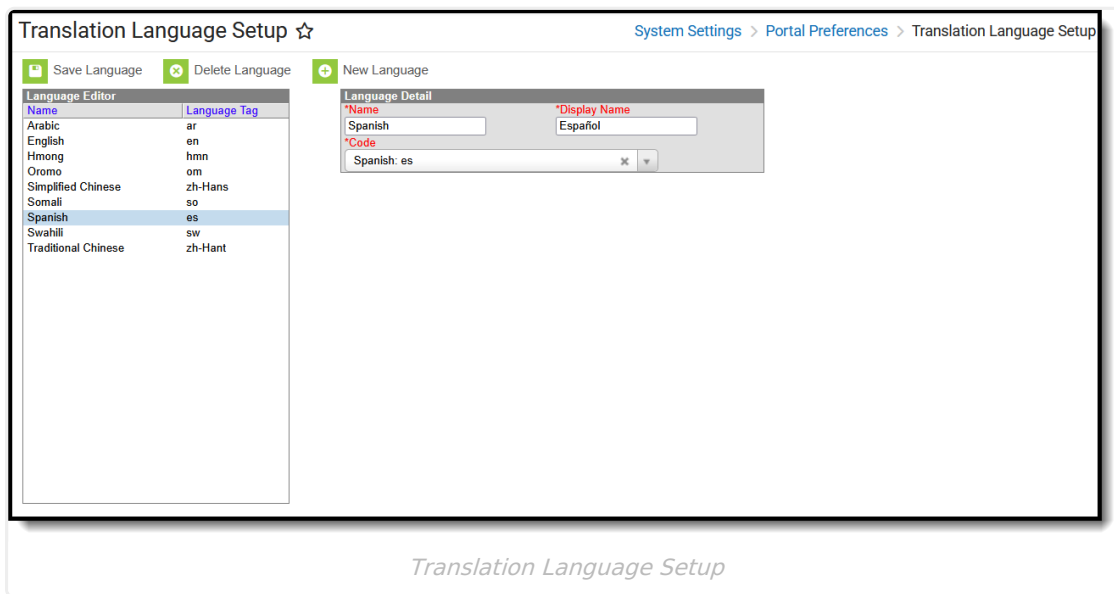 Translation Language Setup
System Settings > Portal Preferences > Translation Language Setup
Save Language Delete Language New Language
Language Editor
Name Language Tag
Arabic ar
English en
Hmong hmn
Oromo om
Simplified Chinese zh-Hans
Somali so
Spanish es
Swahili sw
Traditional Chinese zh-Hant
Language Detail
*Name *Display Name
Spanish Español
*Code
Spanish: es
Translation Language Setup